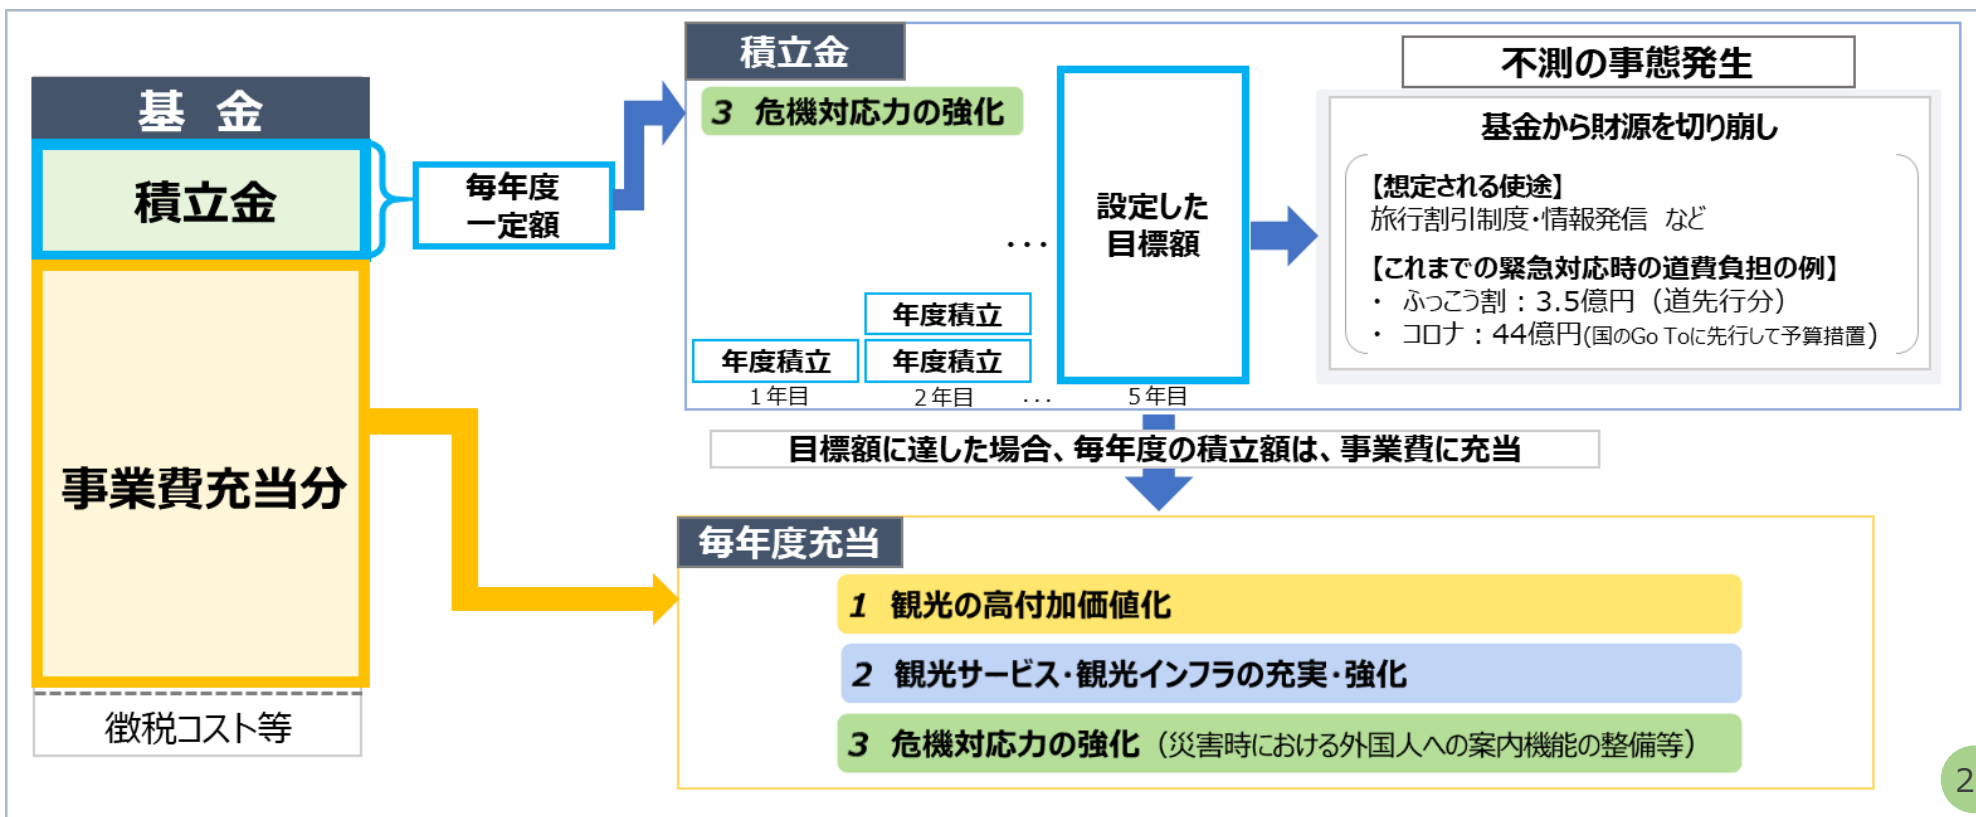 基 金
積立金
毎年度
一定額
事業費充当分
徴税コスト等
積立金
3 危機対応力の強化
年度積立
1年目
年度積立
年度積立
2年目
･･･
･･･
設定した
目標額
5年目
不測の事態発生
基金から財源を切り崩し
【想定される使途】
旅行割引制度・情報発信 など
【これまでの緊急対応時の道費負担の例】
・ ふっこう割：3.5億円（道先行分）
・ コロナ：44億円(国のGo Toに先行して予算措置)
目標額に達した場合、毎年度の積立額は、事業費に充当
毎年度充当
1 観光の高付加価値化
2 観光サービス・観光インフラの充実・強化
3 危機対応力の強化（災害時における外国人への案内機能の整備等）
2